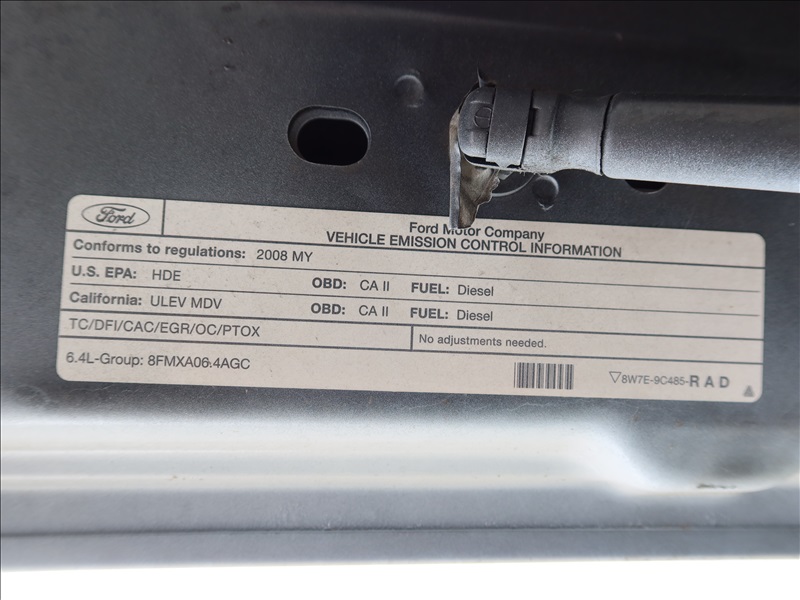 Ford
Ford Motor Company
VEHICLE EMISSION CONTROL INFORMATION
Conforms to regulations: 2008 MY
U.S. EPA: HDE OBD: CA II FUEL: Diesel
California: ULEV MDV OBD: CA II FUEL: Diesel
TC/DFI/CAC/EGR/OC/PTOX No adjustments needed.
6.4L-Group: 8FMXA06.4AGC 8W7E-9C485-RAD